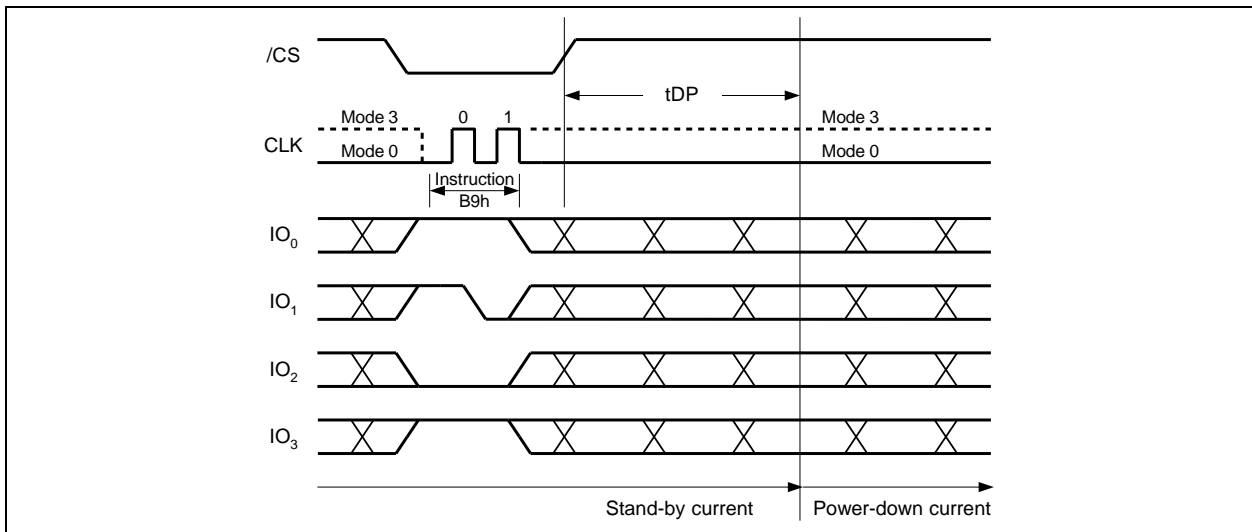 /CS
tDP
Mode 3 0 1 Mode 3
CLK
Mode 0 Mode 0
Instruction
B9h
IO0
IO1
IO2
IO3
Stand-by current Power-down current